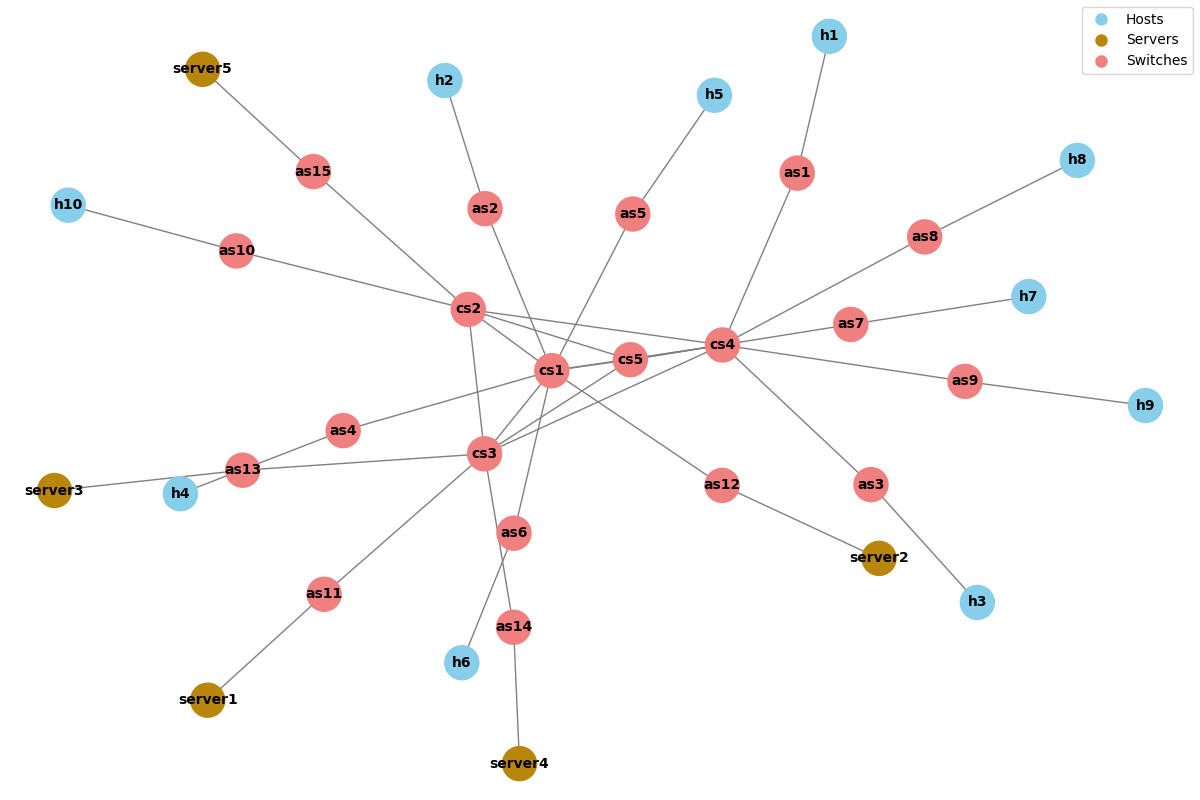 Hosts
Servers
Switches
h1
server5
h2
h5
h8
as15
as1
h10
as2
as5
as8
as10
h7
cs2
as7
cs4
cs5
cs1
as9
h9
as4
cs3
as13
server3
h4
as12
as3
as6
server2
as11
h3
as14
h6
server1
server4